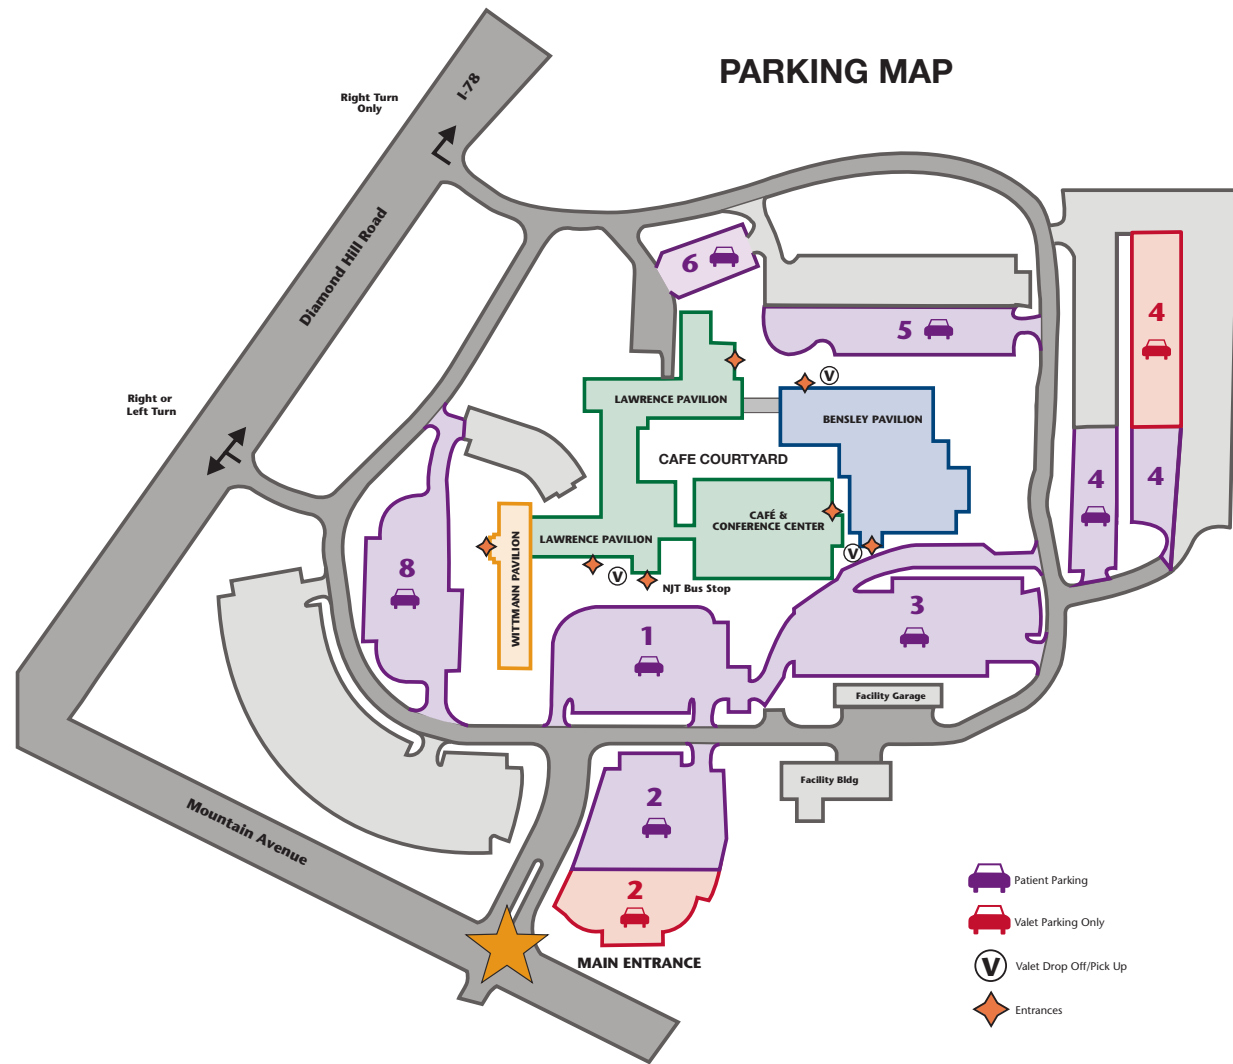 PARKING MAP
Right Turn
Only
I-78
Diamond Hill Road
Right or
Left Turn
6
5
4
4
4
LAWRENCE PAVILION
BENSLEY PAVILION
V
CAFE COURTYARD
CAFÉ &
CONFERENCE CENTER
LAWRENCE PAVILION
WITTMANN PAVILION
V
V
NJT Bus Stop
8
1
3
Facility Garage
Facility Bldg
2
2
Mountain Avenue
MAIN ENTRANCE
Patient Parking
Valet Parking Only
V Valet Drop Off/Pick Up
Entrances